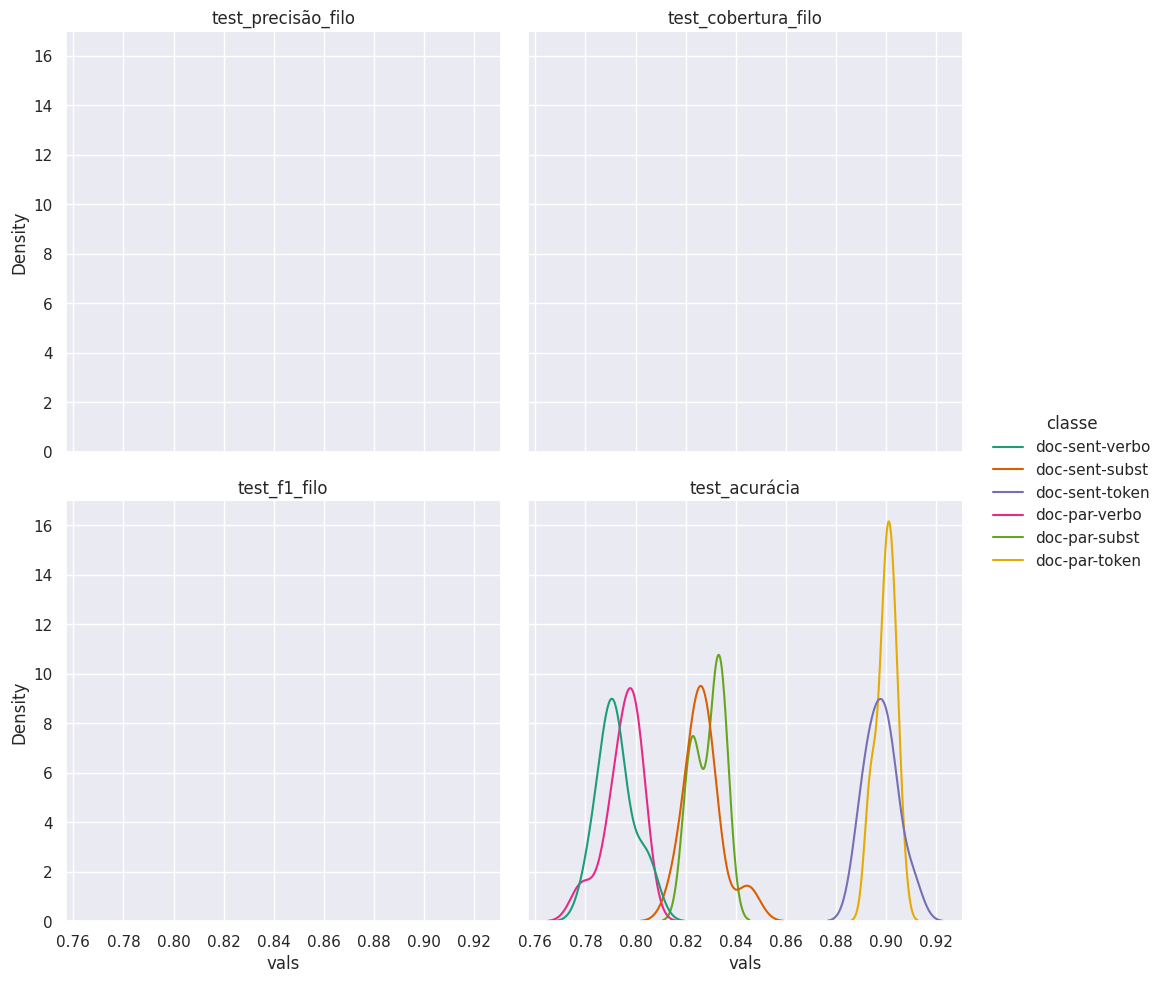 test_precisão_filo
test_cobertura_filo
16
14
12
10
8
6
4
2
0
Density
test_f1_filo
test_acurácia
16
14
12
10
8
6
4
2
0
Density
0.76 0.78 0.80 0.82 0.84 0.86 0.88 0.90 0.92
vals
0.76 0.78 0.80 0.82 0.84 0.86 0.88 0.90 0.92
vals
classe
doc-sent-verbo
doc-sent-subst
doc-sent-token
doc-par-verbo
doc-par-subst
doc-par-token